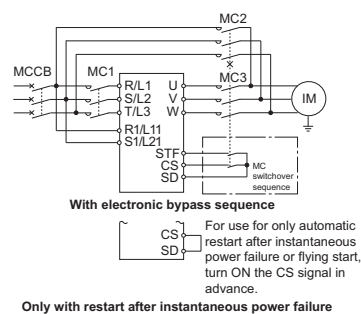 MC2
MCCB
MC1
MC3
R/L1
U
S/L2
V
IM
T/L3
W
R1/L11
S1/L21
STF
CS
SD
MC
switchover
sequence
With electronic bypass sequence
CS
SD
For use for only automatic
restart after instantaneous
power failure or flying start,
turn ON the CS signal in
advance.
Only with restart after instantaneous power failure